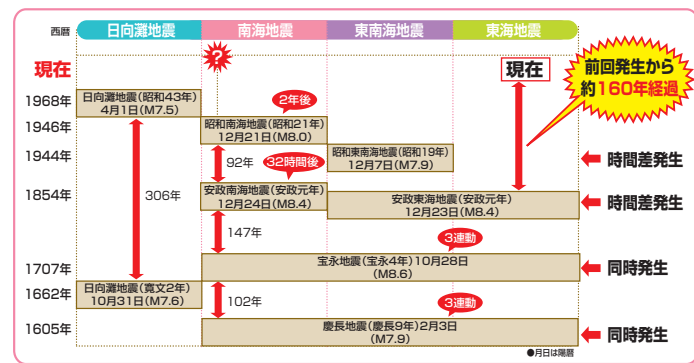 西暦
日向灘地震
南海地震
東南海地震
東海地震
現在
?
現在
前回発生から
約160年経過
1968年
日向灘地震(昭和43年)
4月1日(M7.5)
2年後
1946年
昭和南海地震(昭和21年)
12月21日(M8.0)
1944年
92年
32時間後
昭和東南海地震(昭和19年)
12月7日(M7.9)
時間差発生
306年
1854年
安政南海地震(安政元年)
12月24日(M8.4)
安政東海地震(安政元年)
12月23日(M8.4)
時間差発生
147年
3連動
1707年
宝永地震(宝永4年)10月28日
(M8.6)
同時発生
1662年
日向灘地震(寛文2年)
10月31日(M7.6)
102年
3連動
1605年
慶長地震(慶長9年)2月3日
(M7.9)
同時発生
●月日は陽暦